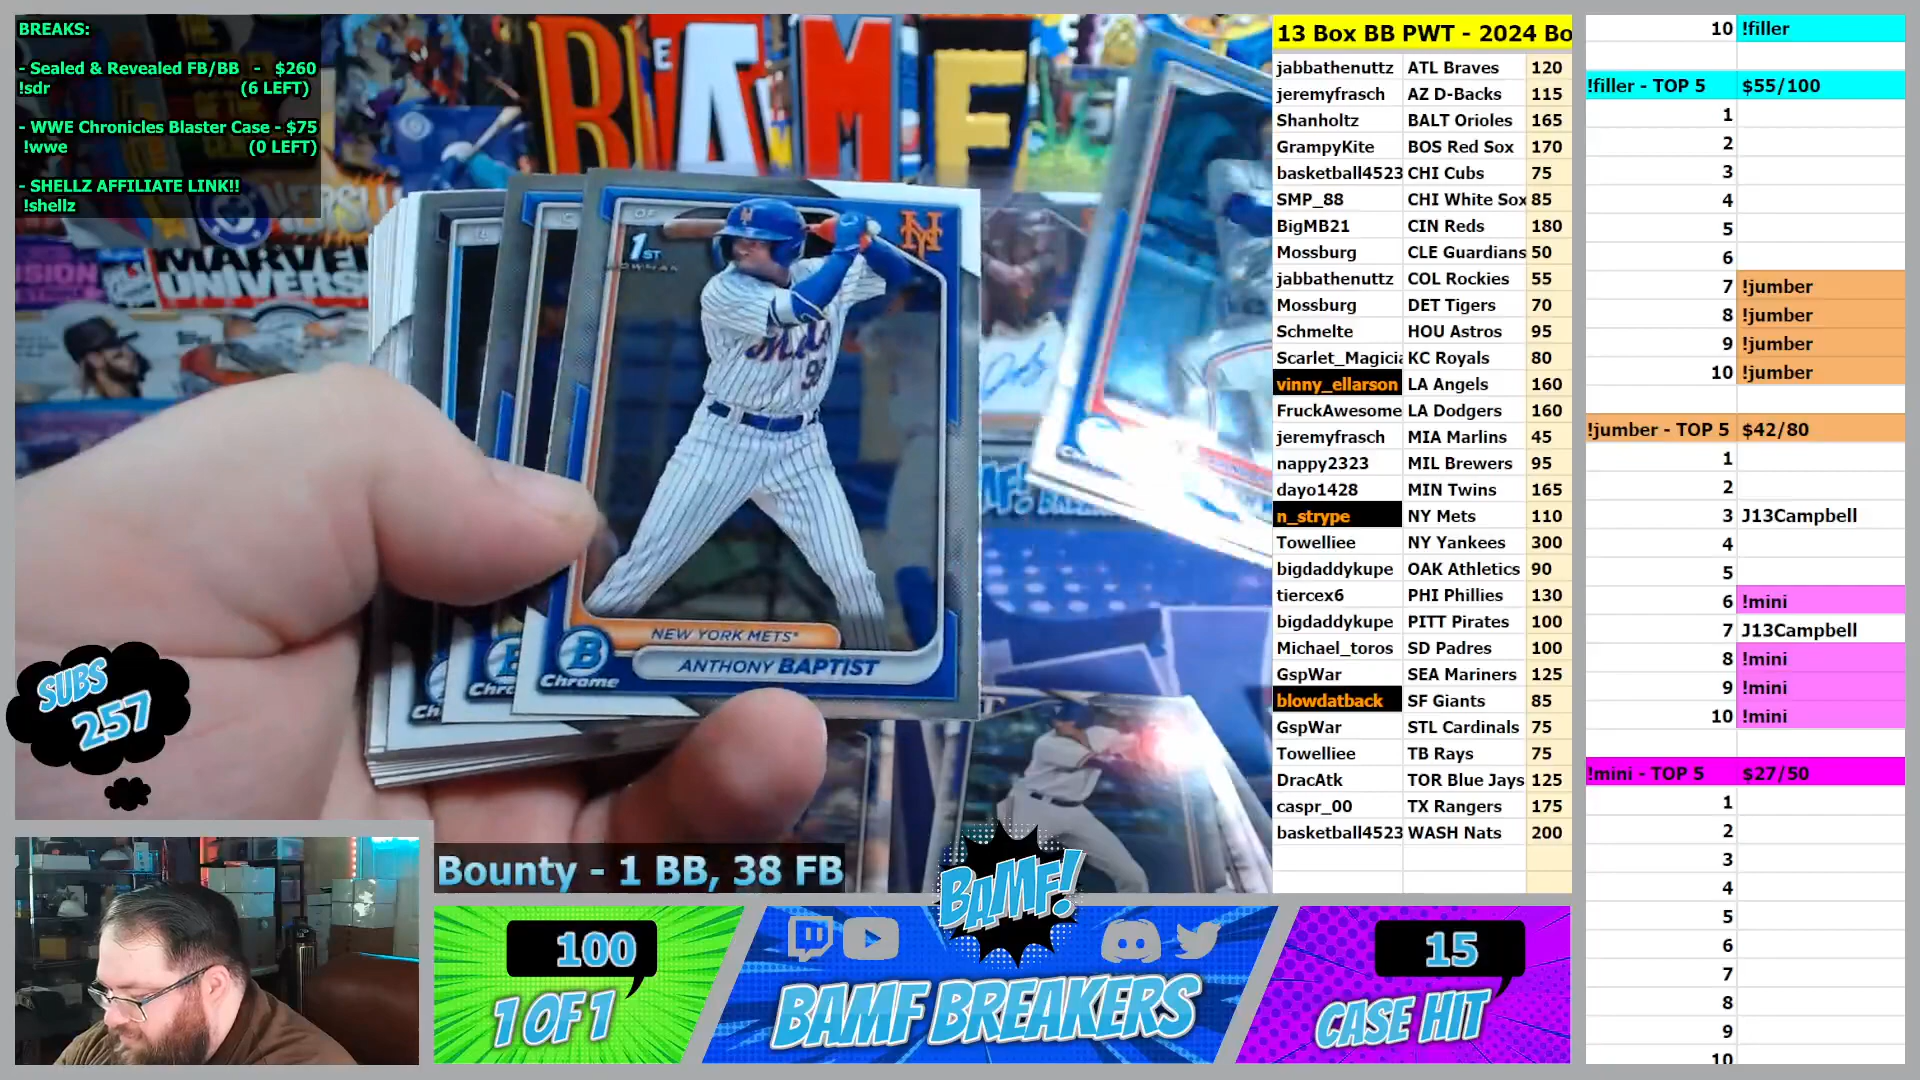 BREAKS:
- Sealed & Revealed FB/BB - $260
!sdr (6 LEFT)
- WWE Chronicles Blaster Case - $75
!wwe (0 LEFT)
- SHELLZ AFFILIATE LINK!!
!shellz
BAMF
MARVEL
UNIVERS
1ST
BOWMAN
NEW YORK METS
ANTHONY BAPTIST
B
Chrome
SUBS
257
Bounty - 1 BB, 38 FB
BAMF!
100
1 OF 1
BAMF BREAKERS
15
CASE HIT
13 Box BB PWT - 2024 Bo
jabbathenuttz ATL Braves 120
jeremyfrasch AZ D-Backs 115
Shanholtz BALT Orioles 165
GrampyKite BOS Red Sox 170
basketball4523 CHI Cubs 75
SMP_88 CHI White Sox 85
BigMB21 CIN Reds 180
Mossburg CLE Guardians 50
jabbathenuttz COL Rockies 55
Mossburg DET Tigers 70
Schmelte HOU Astros 95
Scarlet_Magicia KC Royals 80
vinny_ellarson LA Angels 160
FruckAwesome LA Dodgers 160
jeremyfrasch MIA Marlins 45
nappy2323 MIL Brewers 95
dayo1428 MIN Twins 165
n_strype NY Mets 110
Towelliee NY Yankees 300
bigdaddykupe OAK Athletics 90
tiercex6 PHI Phillies 130
bigdaddykupe PITT Pirates 100
Michael_toros SD Padres 100
GspWar SEA Mariners 125
blowdatback SF Giants 85
GspWar STL Cardinals 75
Towelliee TB Rays 75
DracAtk TOR Blue Jays 125
caspr_00 TX Rangers 175
basketball4523 WASH Nats 200
10 !filler
!filler - TOP 5 $55/100
1
2
3
4
5
6
7 !jumber
8 !jumber
9 !jumber
10 !jumber
!jumber - TOP 5 $42/80
1
2
3 J13Campbell
4
5
6 !mini
7 J13Campbell
8 !mini
9 !mini
10 !mini
!mini - TOP 5 $27/50
1
2
3
4
5
6
7
8
9
10